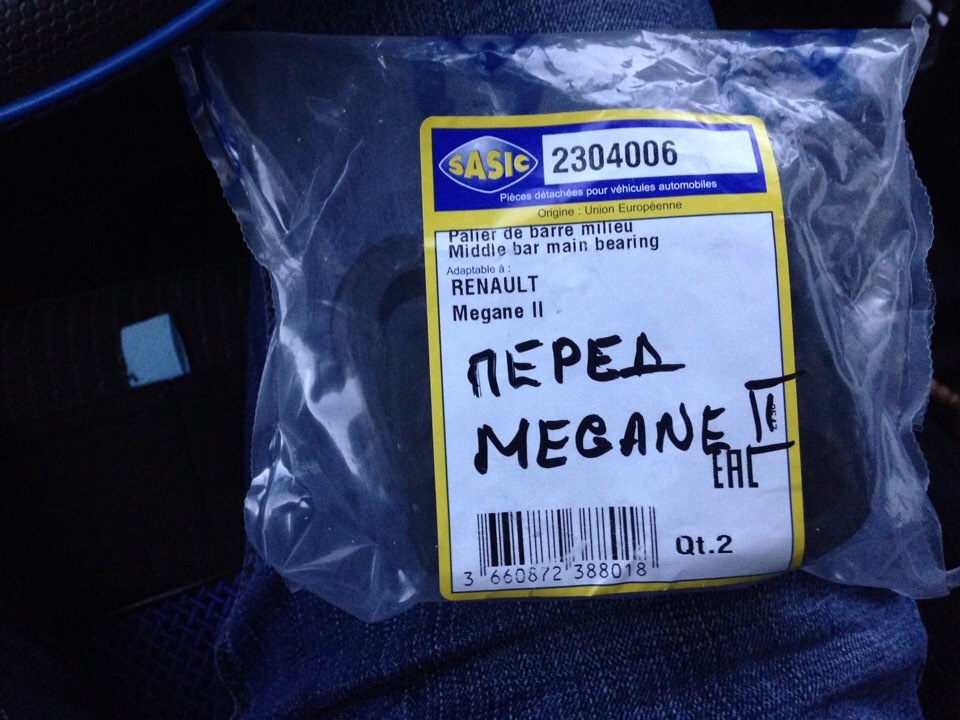 SASIC 2304006
Pièces détachées pour véhicules automobiles
Origine : Union Européenne
Palier de barre milieu
Middle bar main bearing
Adaptable à :
RENAULT
Megane II
ПЕРЕД
MEGANE II
EAC
Qt.2
3 660872 388018